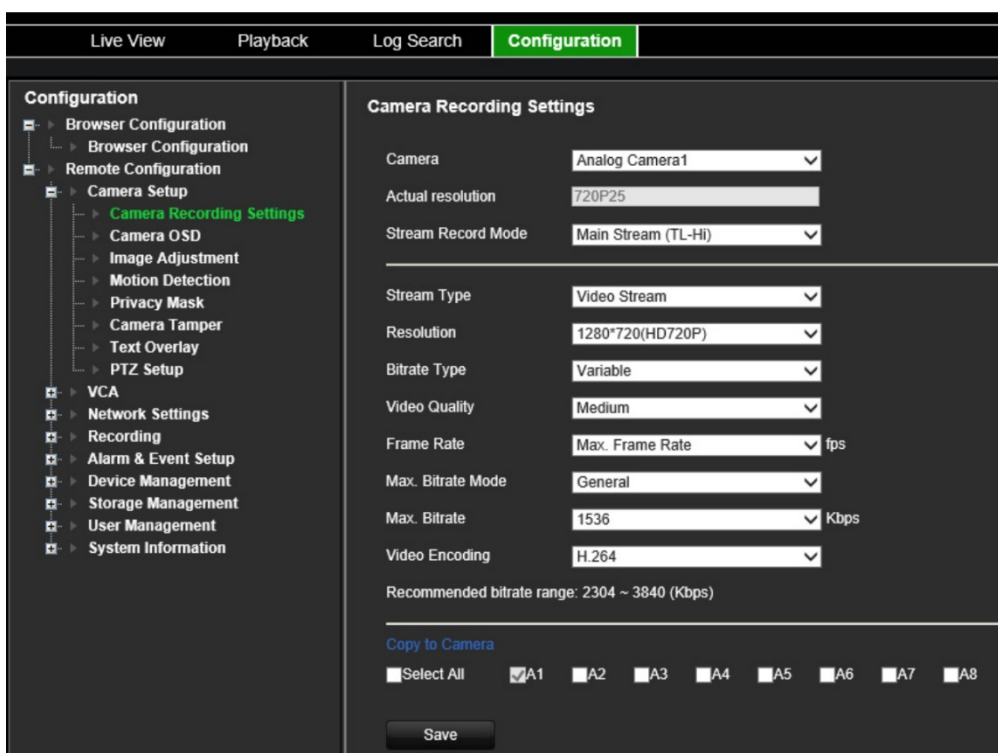 Live View Playback Log Search Configuration
Configuration
Browser Configuration
Browser Configuration
Remote Configuration
Camera Setup
Camera Recording Settings
Camera OSD
Image Adjustment
Motion Detection
Privacy Mask
Camera Tamper
Text Overlay
PTZ Setup
VCA
Network Settings
Recording
Alarm & Event Setup
Device Management
Storage Management
User Management
System Information
Camera Recording Settings
Camera Analog Camera1
Actual resolution 720P25
Stream Record Mode Main Stream (TL-Hi)
Stream Type Video Stream
Resolution 1280*720(HD720P)
Bitrate Type Variable
Video Quality Medium
Frame Rate Max. Frame Rate fps
Max. Bitrate Mode General
Max. Bitrate 1536 Kbps
Video Encoding H.264
Recommended bitrate range: 2304 ~ 3840 (Kbps)
Copy to Camera
Select All A1 A2 A3 A4 A5 A6 A7 A8
Save